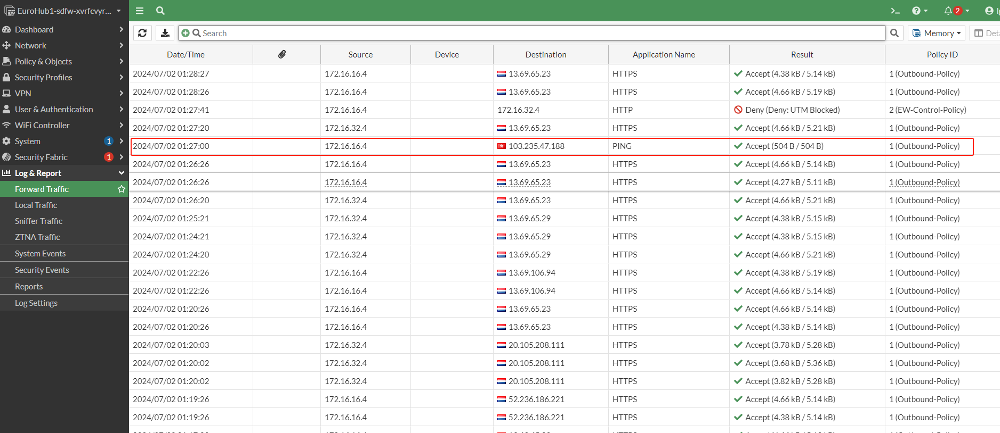 EuroHub1-sdfw-xvrfcvyr...
2
Dashboard
Network
Policy & Objects
Security Profiles
VPN
User & Authentication
WiFi Controller
System 1
Security Fabric 1
Log & Report
Forward Traffic
Local Traffic
Sniffer Traffic
ZTNA Traffic
System Events
Security Events
Reports
Log Settings
Search Memory
Date/Time Source Device Destination Application Name Result Policy ID
2024/07/02 01:28:27 172.16.16.4 13.69.65.23 HTTPS Accept (4.38 kB / 5.14 kB) 1 (Outbound-Policy)
2024/07/02 01:28:26 172.16.16.4 13.69.65.23 HTTPS Accept (4.66 kB / 5.19 kB) 1 (Outbound-Policy)
2024/07/02 01:27:41 172.16.16.4 172.16.32.4 HTTP Deny (Deny: UTM Blocked) 2 (EW-Control-Policy)
2024/07/02 01:27:20 172.16.32.4 13.69.65.23 HTTPS Accept (4.66 kB / 5.21 kB) 1 (Outbound-Policy)
2024/07/02 01:27:00 172.16.16.4 103.235.47.188 PING Accept (504 B / 504 B) 1 (Outbound-Policy)
2024/07/02 01:26:26 172.16.16.4 13.69.65.23 HTTPS Accept (4.66 kB / 5.14 kB) 1 (Outbound-Policy)
2024/07/02 01:26:26 172.16.16.4 13.69.65.23 HTTPS Accept (4.27 kB / 5.11 kB) 1 (Outbound-Policy)
2024/07/02 01:26:20 172.16.32.4 13.69.65.23 HTTPS Accept (4.66 kB / 5.21 kB) 1 (Outbound-Policy)
2024/07/02 01:25:21 172.16.32.4 13.69.65.29 HTTPS Accept (4.38 kB / 5.15 kB) 1 (Outbound-Policy)
2024/07/02 01:24:21 172.16.32.4 13.69.65.29 HTTPS Accept (4.38 kB / 5.15 kB) 1 (Outbound-Policy)
2024/07/02 01:24:20 172.16.32.4 13.69.65.29 HTTPS Accept (4.66 kB / 5.21 kB) 1 (Outbound-Policy)
2024/07/02 01:22:26 172.16.16.4 13.69.106.94 HTTPS Accept (4.38 kB / 5.19 kB) 1 (Outbound-Policy)
2024/07/02 01:22:26 172.16.16.4 13.69.106.94 HTTPS Accept (4.66 kB / 5.14 kB) 1 (Outbound-Policy)
2024/07/02 01:20:26 172.16.16.4 13.69.65.23 HTTPS Accept (4.66 kB / 5.14 kB) 1 (Outbound-Policy)
2024/07/02 01:20:26 172.16.16.4 13.69.65.23 HTTPS Accept (4.38 kB / 5.14 kB) 1 (Outbound-Policy)
2024/07/02 01:20:03 172.16.16.4 20.105.208.111 HTTPS Accept (3.78 kB / 5.28 kB) 1 (Outbound-Policy)
2024/07/02 01:20:02 172.16.32.4 20.105.208.111 HTTPS Accept (3.68 kB / 5.36 kB) 1 (Outbound-Policy)
2024/07/02 01:20:02 172.16.32.4 20.105.208.111 HTTPS Accept (3.82 kB / 5.28 kB) 1 (Outbound-Policy)
2024/07/02 01:19:26 172.16.16.4 52.236.186.221 HTTPS Accept (4.66 kB / 5.14 kB) 1 (Outbound-Policy)
2024/07/02 01:19:26 172.16.16.4 52.236.186.221 HTTPS Accept (4.38 kB / 5.14 kB) 1 (Outbound-Policy)